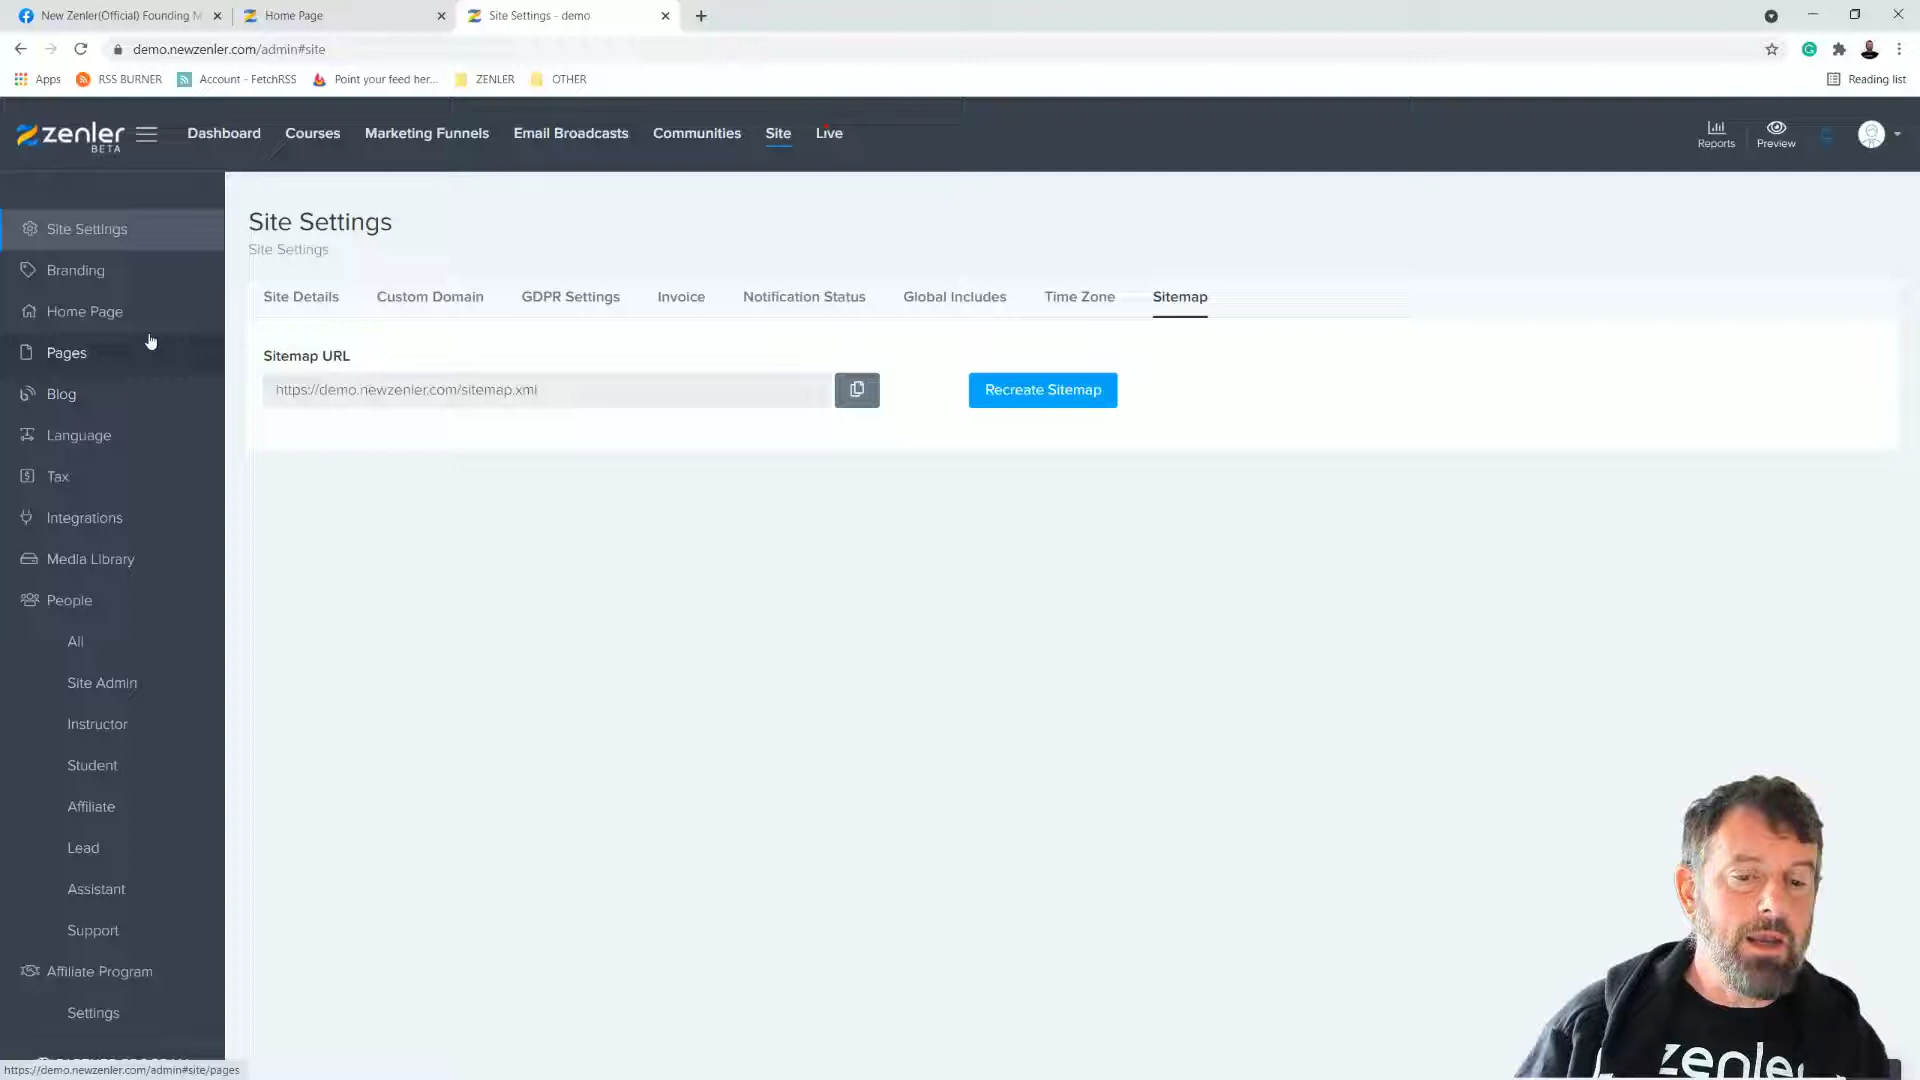 New Zenler(Official) Founding M
Home Page
Site Settings - demo
demo.newzenler.com/admin#site
Apps
RSS BURNER
Account - FetchRSS
Point your feed her...
ZENLER
OTHER
Reading list
zenler
BETA
Dashboard
Courses
Marketing Funnels
Email Broadcasts
Communities
Site
Live
Reports
Preview
Site Settings
Branding
Home Page
Pages
Blog
Language
Tax
Integrations
Media Library
People
All
Site Admin
Instructor
Student
Affiliate
Lead
Assistant
Support
Affiliate Program
Settings
Site Settings
Site Settings
Site Details
Custom Domain
GDPR Settings
Invoice
Notification Status
Global Includes
Time Zone
Sitemap
Sitemap URL
https://demo.newzenler.com/sitemap.xml
Recreate Sitemap
zenler
https://demo.newzenler.com/admin#site/pages